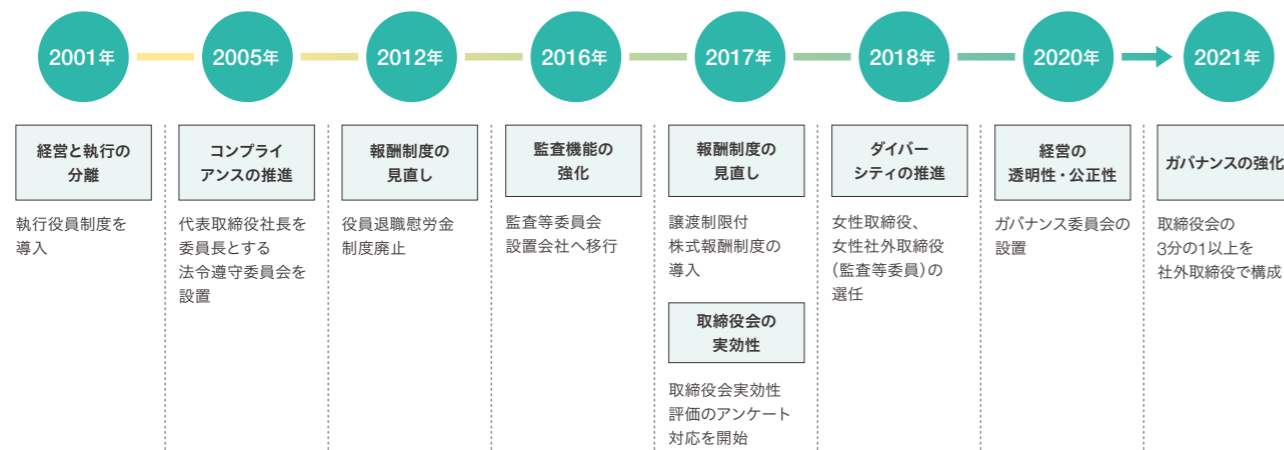 2001年
2005年
2012年
2016年
2017年
2018年
2020年
2021年
経営と執行の
分離
執行役員制度を
導入
コンプライ
アンスの推進
代表取締役社長を
委員長とする
法令遵守委員会を
設置
報酬制度の
見直し
役員退職慰労金
制度廃止
監査機能の
強化
監査等委員会
設置会社へ移行
報酬制度の
見直し
譲渡制限付
株式報酬制度の
導入
取締役会の
実効性
取締役会実効性
評価のアンケート
対応を開始
ダイバー
シティの推進
女性取締役、
女性社外取締役
(監査等委員)の
選任
経営の
透明性・公正性
ガバナンス委員会の
設置
ガバナンスの強化
取締役会の
3分の1以上を
社外取締役で構成